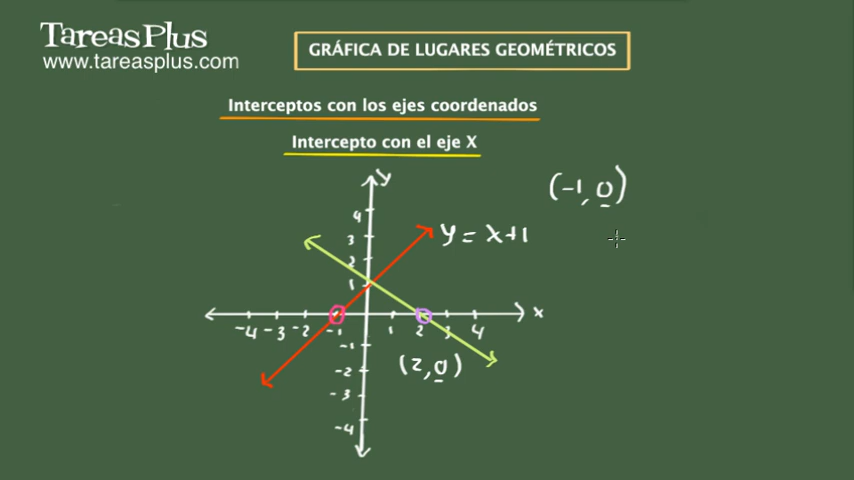 TareasPlus
www.tareasplus.com
GRÁFICA DE LUGARES GEOMÉTRICOS
Interceptos con los ejes coordenados
Intercepto con el eje X
y
(-1, 0)
4
3
y = x+1
2
1
x
-4 -3 -2 -1 1 2 3 4
-1
-2
(2, 0)
-3
-4